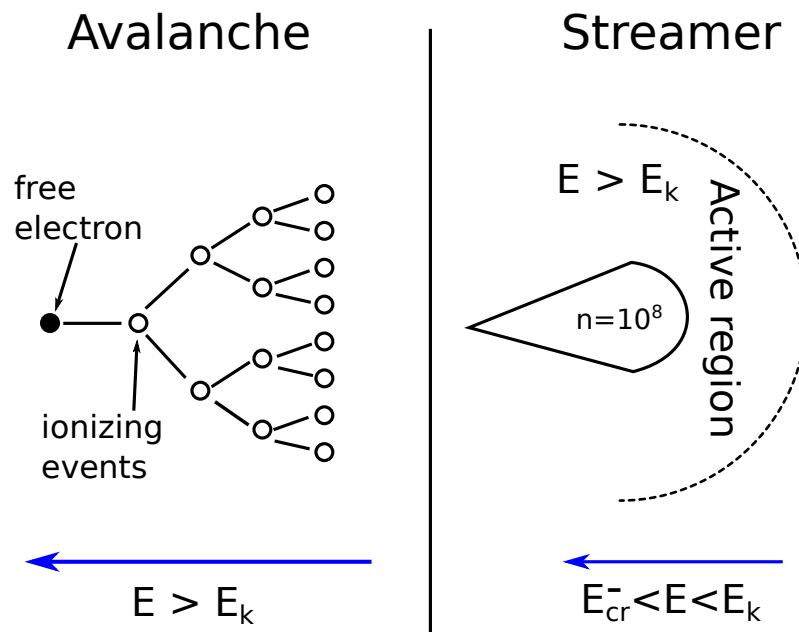 Avalanche
free
electron
ionizing
events
E > Eₖ
Streamer
E > Eₖ
Active region
n=10⁸
E⁻cr<E<Eₖ